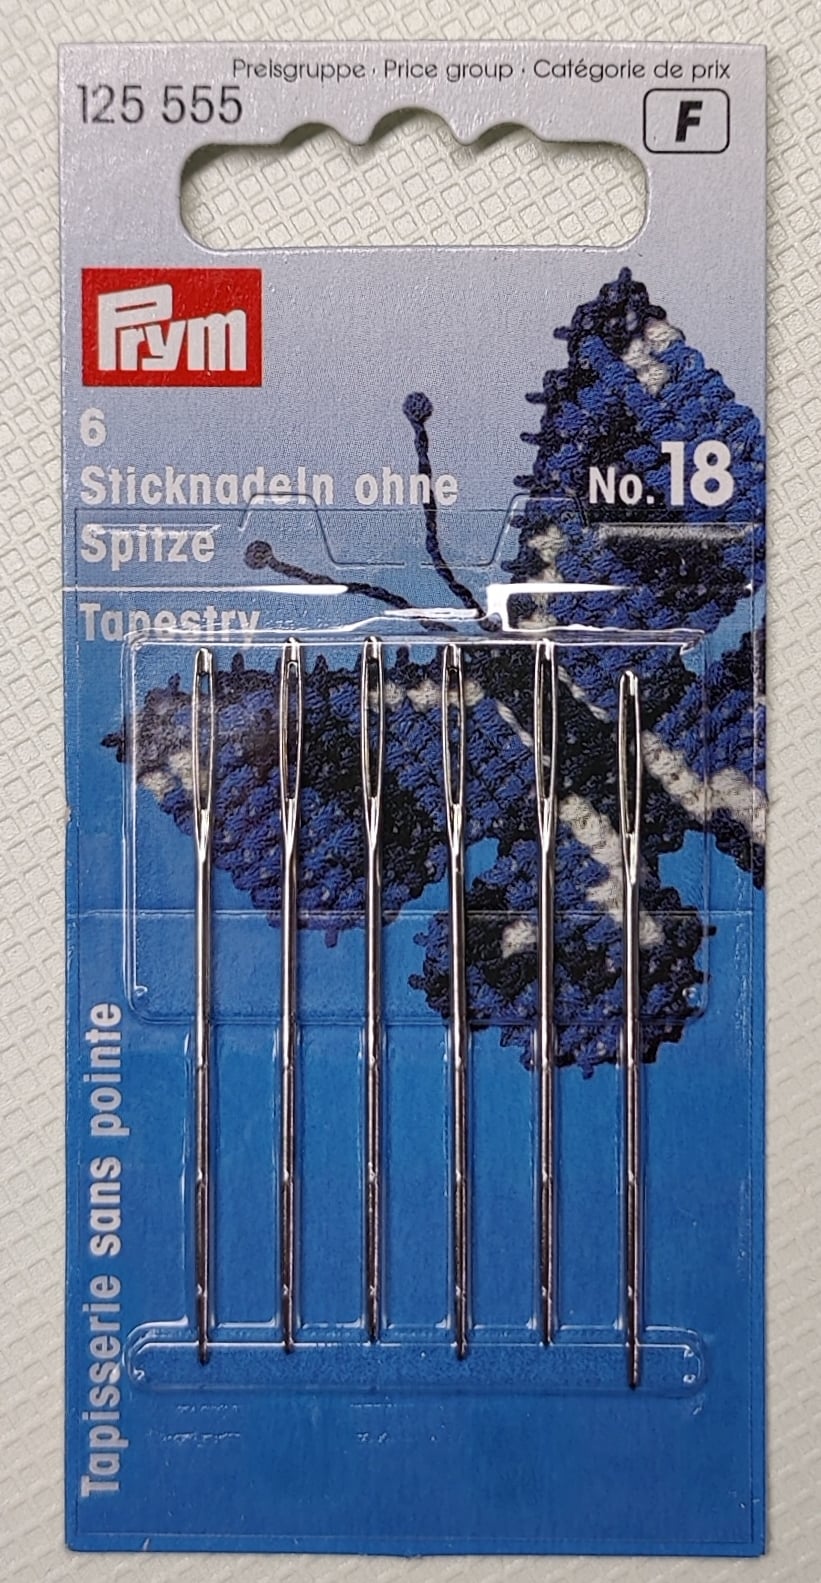 Preisgruppe · Price group · Catégorie de prix
125 555
F
Prym
6
Sticknadeln ohne
Spitze
No. 18
Tapestry
Tapisserie sans pointe